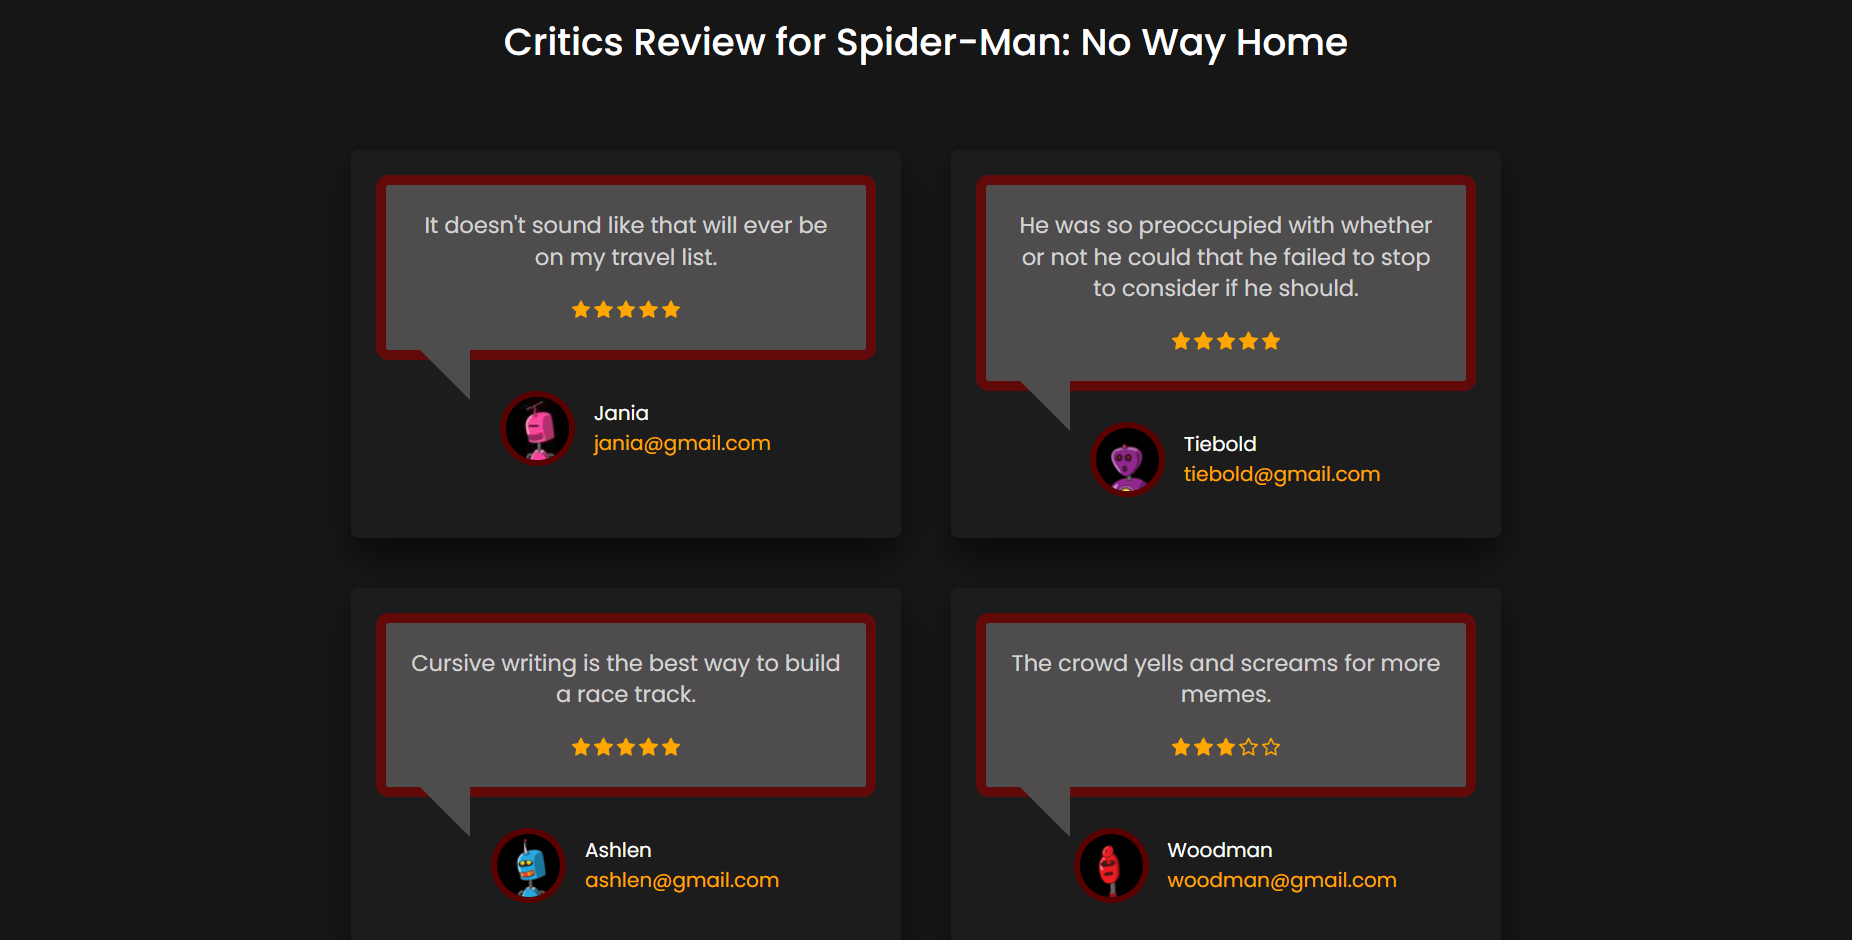 Critics Review for Spider-Man: No Way Home
It doesn't sound like that will ever be
on my travel list.
Jania
jania@gmail.com
He was so preoccupied with whether
or not he could that he failed to stop
to consider if he should.
Tiebold
tiebold@gmail.com
Cursive writing is the best way to build
a race track.
Ashlen
ashlen@gmail.com
The crowd yells and screams for more
memes.
Woodman
woodman@gmail.com